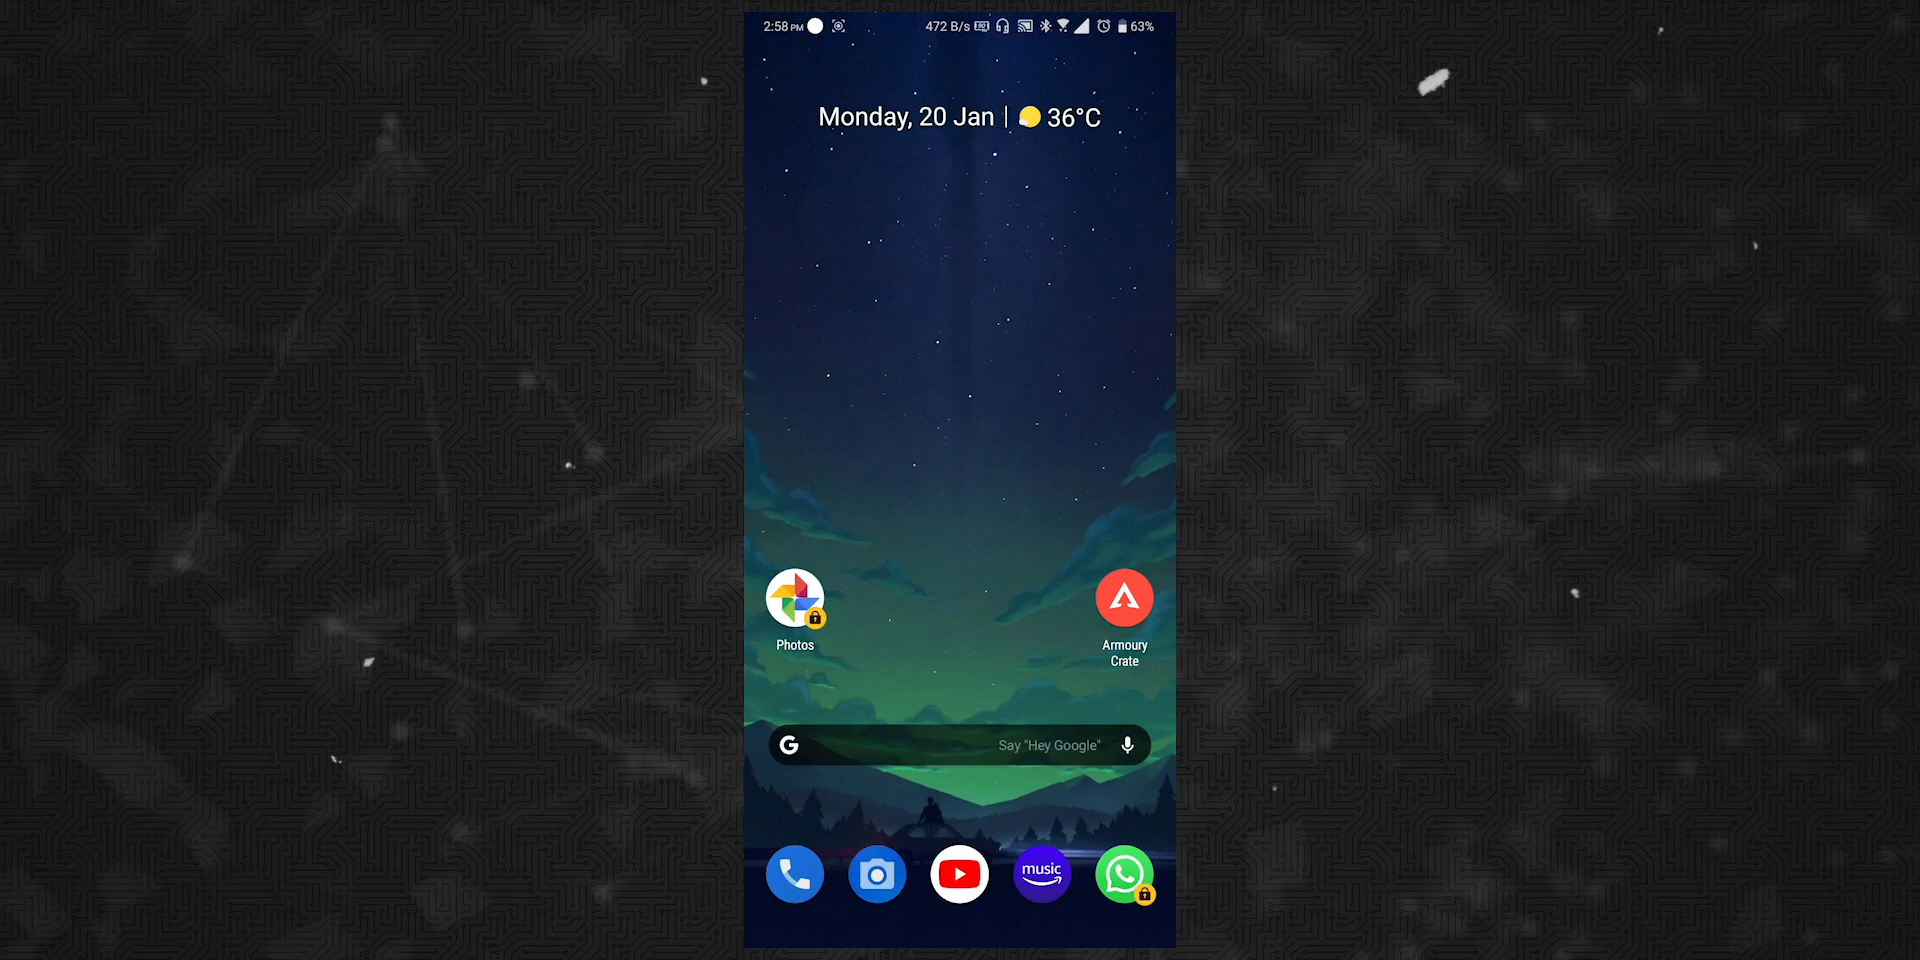 2:58 PM 472 B/s 63%
Monday, 20 Jan | 36°C
Photos
Armoury
Crate
G Say "Hey Google"
music